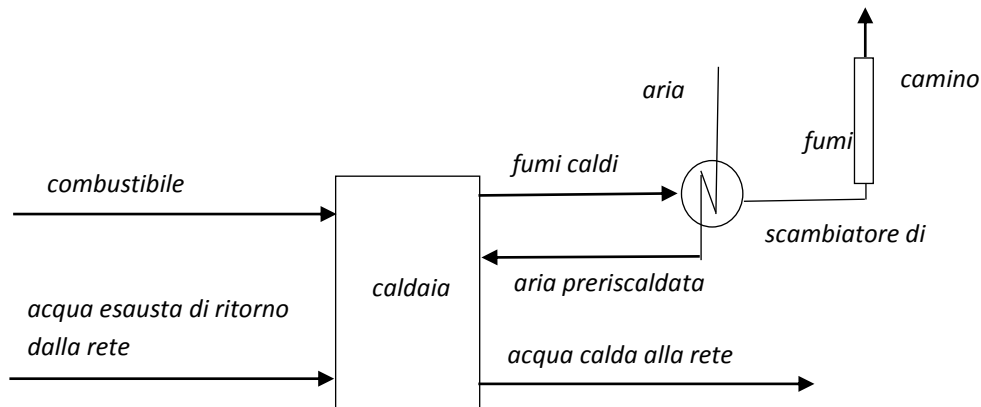 camino
aria
fumi
fumi caldi
combustibile
scambiatore di
aria preriscaldata
caldaia
acqua esausta di ritorno
dalla rete
acqua calda alla rete